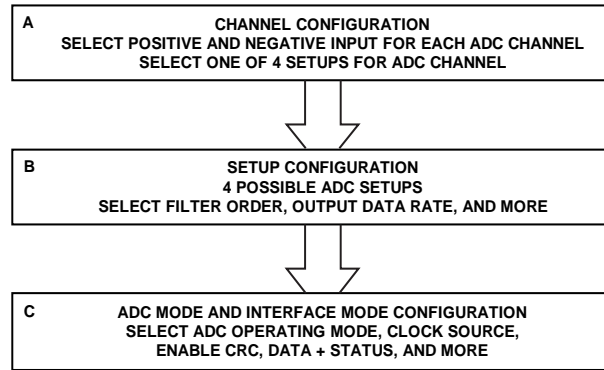 A
CHANNEL CONFIGURATION
SELECT POSITIVE AND NEGATIVE INPUT FOR EACH ADC CHANNEL
SELECT ONE OF 4 SETUPS FOR ADC CHANNEL
B
SETUP CONFIGURATION
4 POSSIBLE ADC SETUPS
SELECT FILTER ORDER, OUTPUT DATA RATE, AND MORE
C
ADC MODE AND INTERFACE MODE CONFIGURATION
SELECT ADC OPERATING MODE, CLOCK SOURCE,
ENABLE CRC, DATA + STATUS, AND MORE